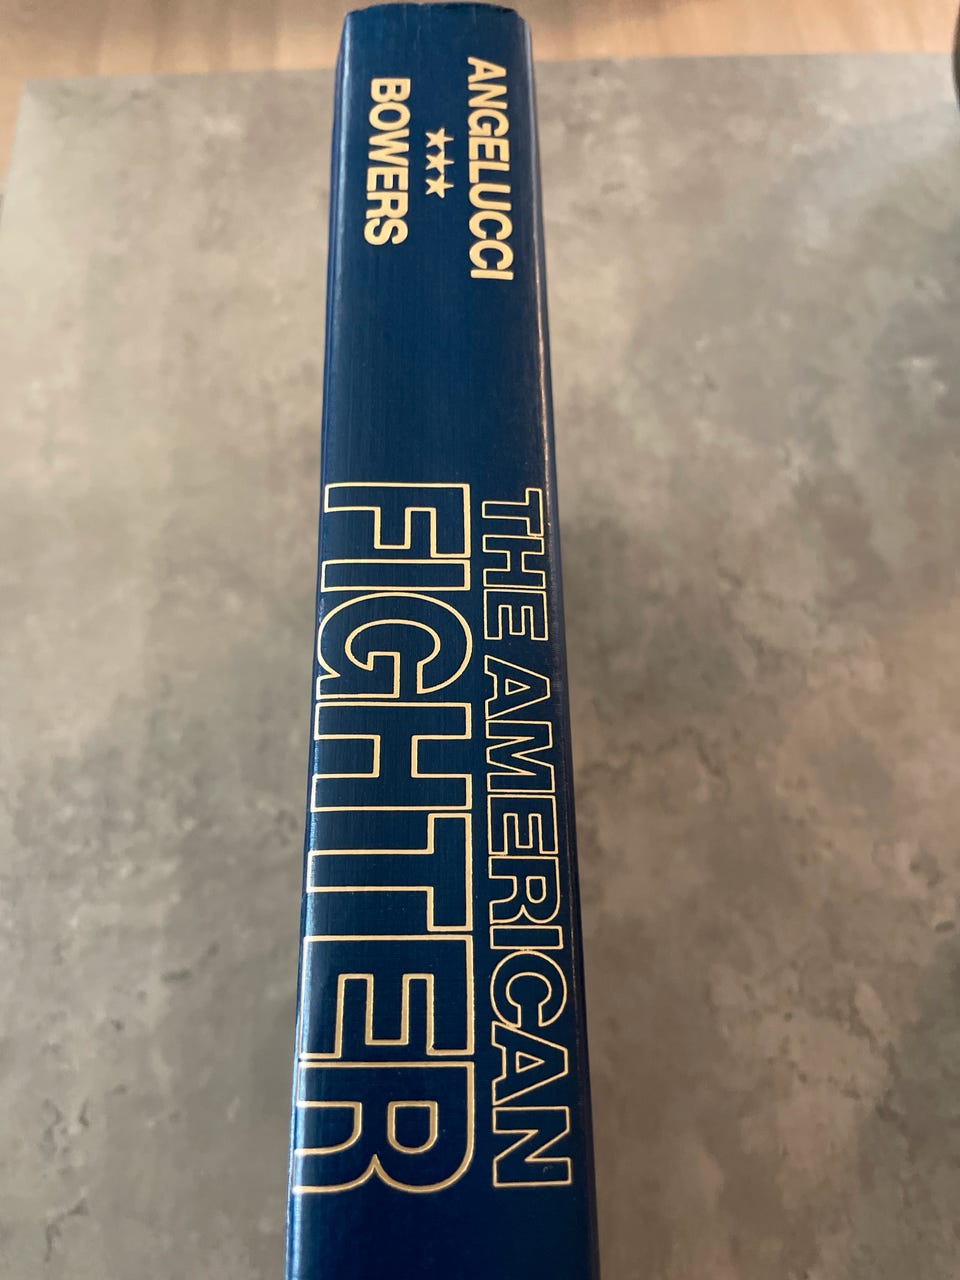 ANGELUCCI
★★★
BOWERS
THE AMERICAN
FIGHTER